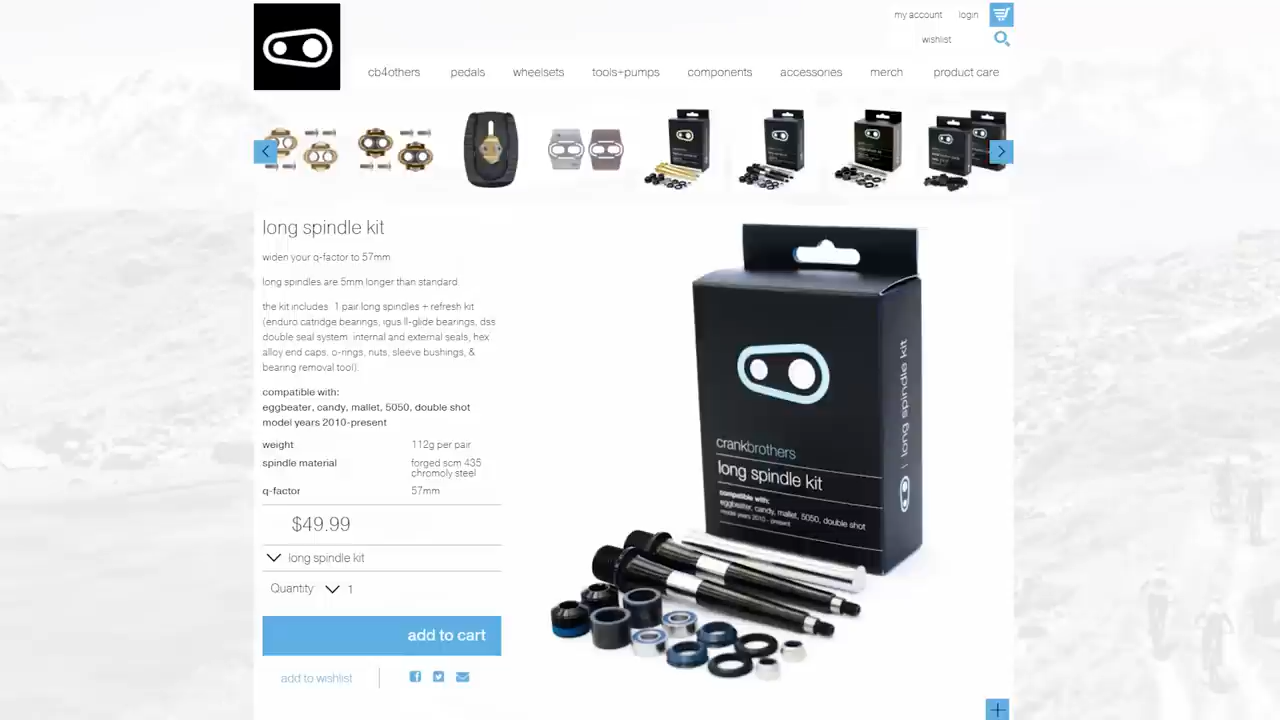 my account login
wishlist
cb4others pedals wheelsets tools+pumps components accessories merch product care
long spindle kit
widen your q-factor to 57mm
long spindles are 5mm longer than standard.
the kit includes: 1 pair long spindles + refresh kit
(enduro catridge bearings, igus ll-glide bearings, dss
double seal system: internal and external seals, hex
alloy end caps, o-rings, nuts, sleeve bushings, &
bearing removal tool).
compatible with:
eggbeater, candy, mallet, 5050, double shot
model years 2010-present
weight 112g per pair
spindle material forged scm 435
chromoly steel
q-factor 57mm
$49.99
long spindle kit
Quantity 1
add to cart
add to wishlist
crankbrothers
long spindle kit
compatible with:
eggbeater, candy, mallet, 5050, double shot
model years 2010 - present
long spindle kit